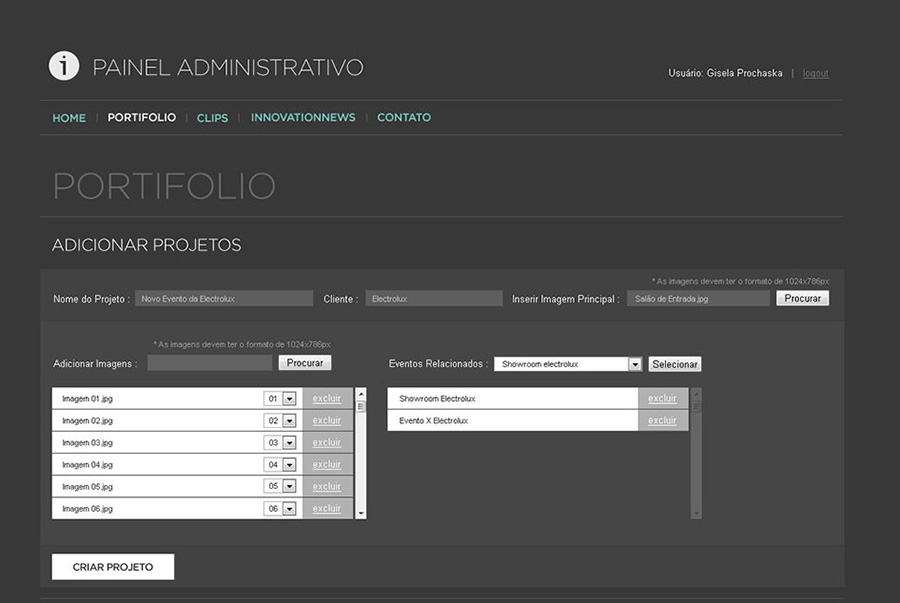 i PAINEL ADMINISTRATIVO
Usuário: Gisela Prochaska | logout
HOME | PORTIFOLIO | CLIPS | INNOVATIONNEWS | CONTATO
PORTIFOLIO
ADICIONAR PROJETOS
* As imagens devem ter o formato de 1024x786px
Nome do Projeto : Novo Evento da Electrolux Cliente : Electrolux Inserir Imagem Principal : Salão de Entrada.jpg Procurar
* As imagens devem ter o formato de 1024x786px
Adicionar Imagens : Procurar
Imagem 01.jpg 01 excluir
Imagem 02.jpg 02 excluir
Imagem 03.jpg 03 excluir
Imagem 04.jpg 04 excluir
Imagem 05.jpg 05 excluir
Imagem 06.jpg 06 excluir
Eventos Relacionados : Showroom electrolux Selecionar
Showroom Electrolux excluir
Evento X Electrolux excluir
CRIAR PROJETO